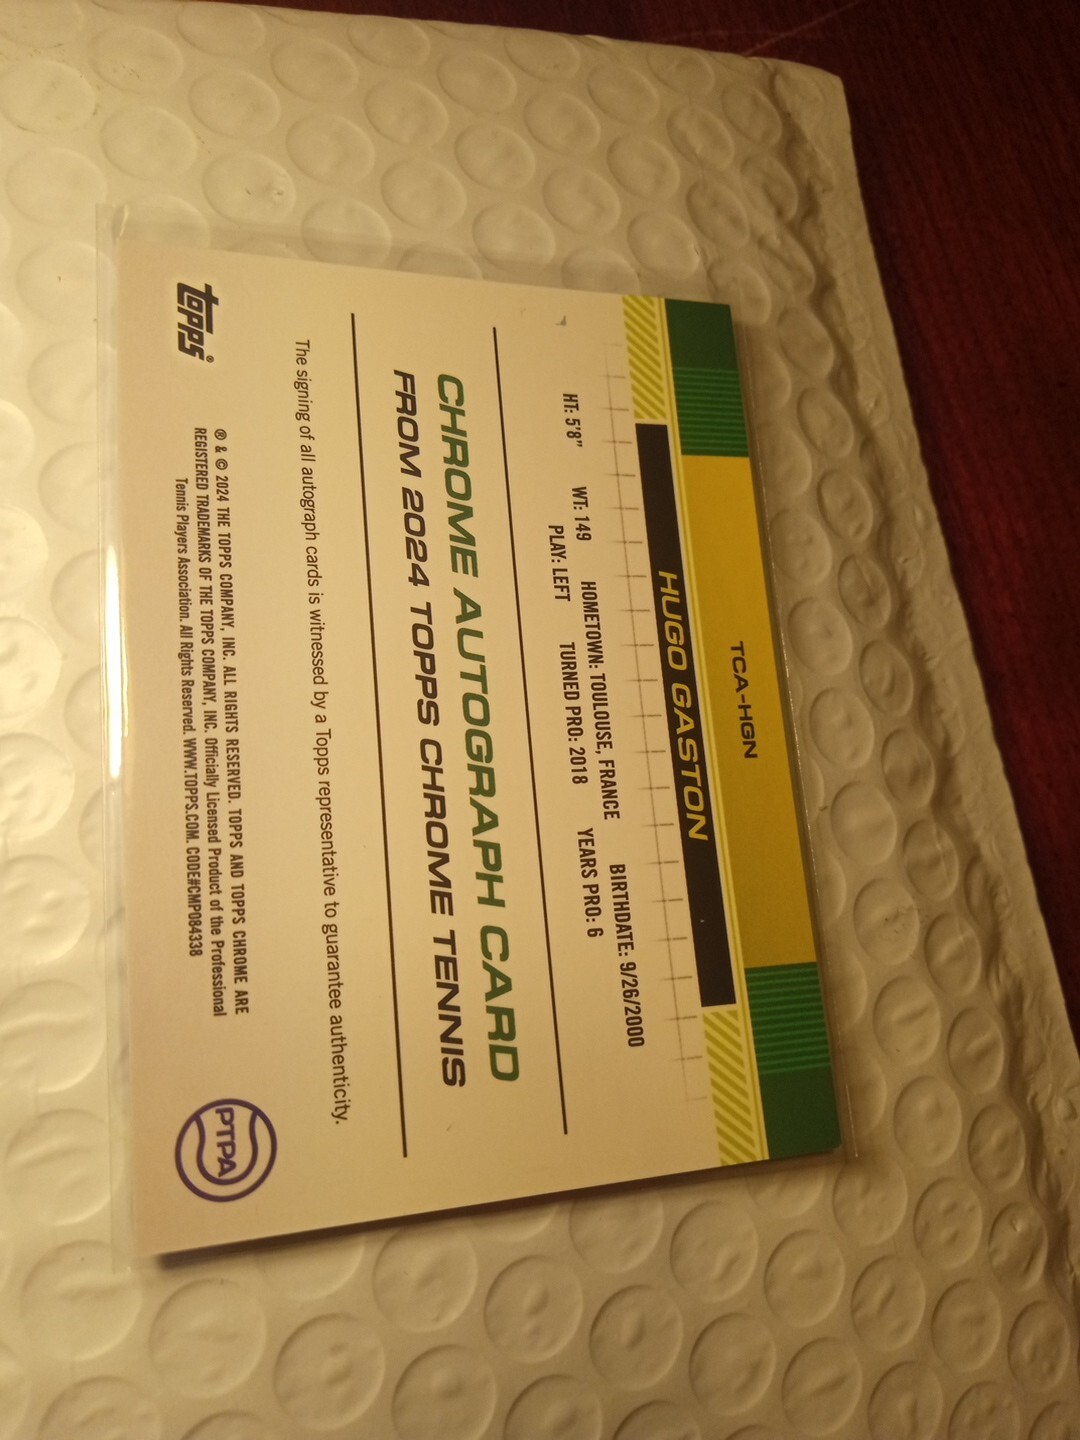 TCA-HGN
HUGO GASTON
HT: 5'8" WT: 149 HOMETOWN: TOULOUSE, FRANCE BIRTHDATE: 9/26/2000
PLAY: LEFT TURNED PRO: 2018 YEARS PRO: 6
CHROME AUTOGRAPH CARD
FROM 2024 TOPPS CHROME TENNIS
The signing of all autograph cards is witnessed by a Topps representative to guarantee authenticity.
topps®
® & © 2024 THE TOPPS COMPANY, INC. ALL RIGHTS RESERVED. TOPPS AND TOPPS CHROME ARE
REGISTERED TRADEMARKS OF THE TOPPS COMPANY, INC. Officially Licensed Product of the Professional
Tennis Players Association. All Rights Reserved. WWW.TOPPS.COM. CODE#CMP084338
PTPA